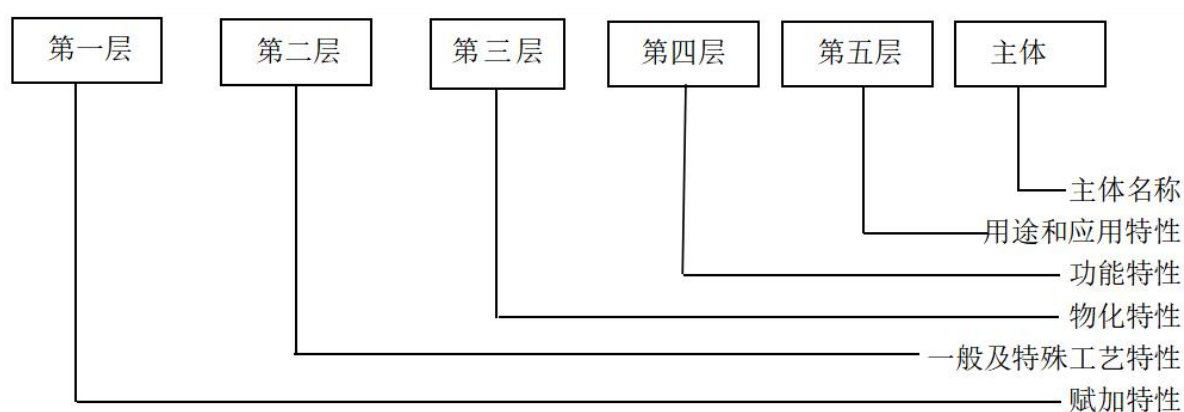 第一层 第二层 第三层 第四层 第五层 主体
主体名称
用途和应用特性
功能特性
物化特性
一般及特殊工艺特性
赋加特性